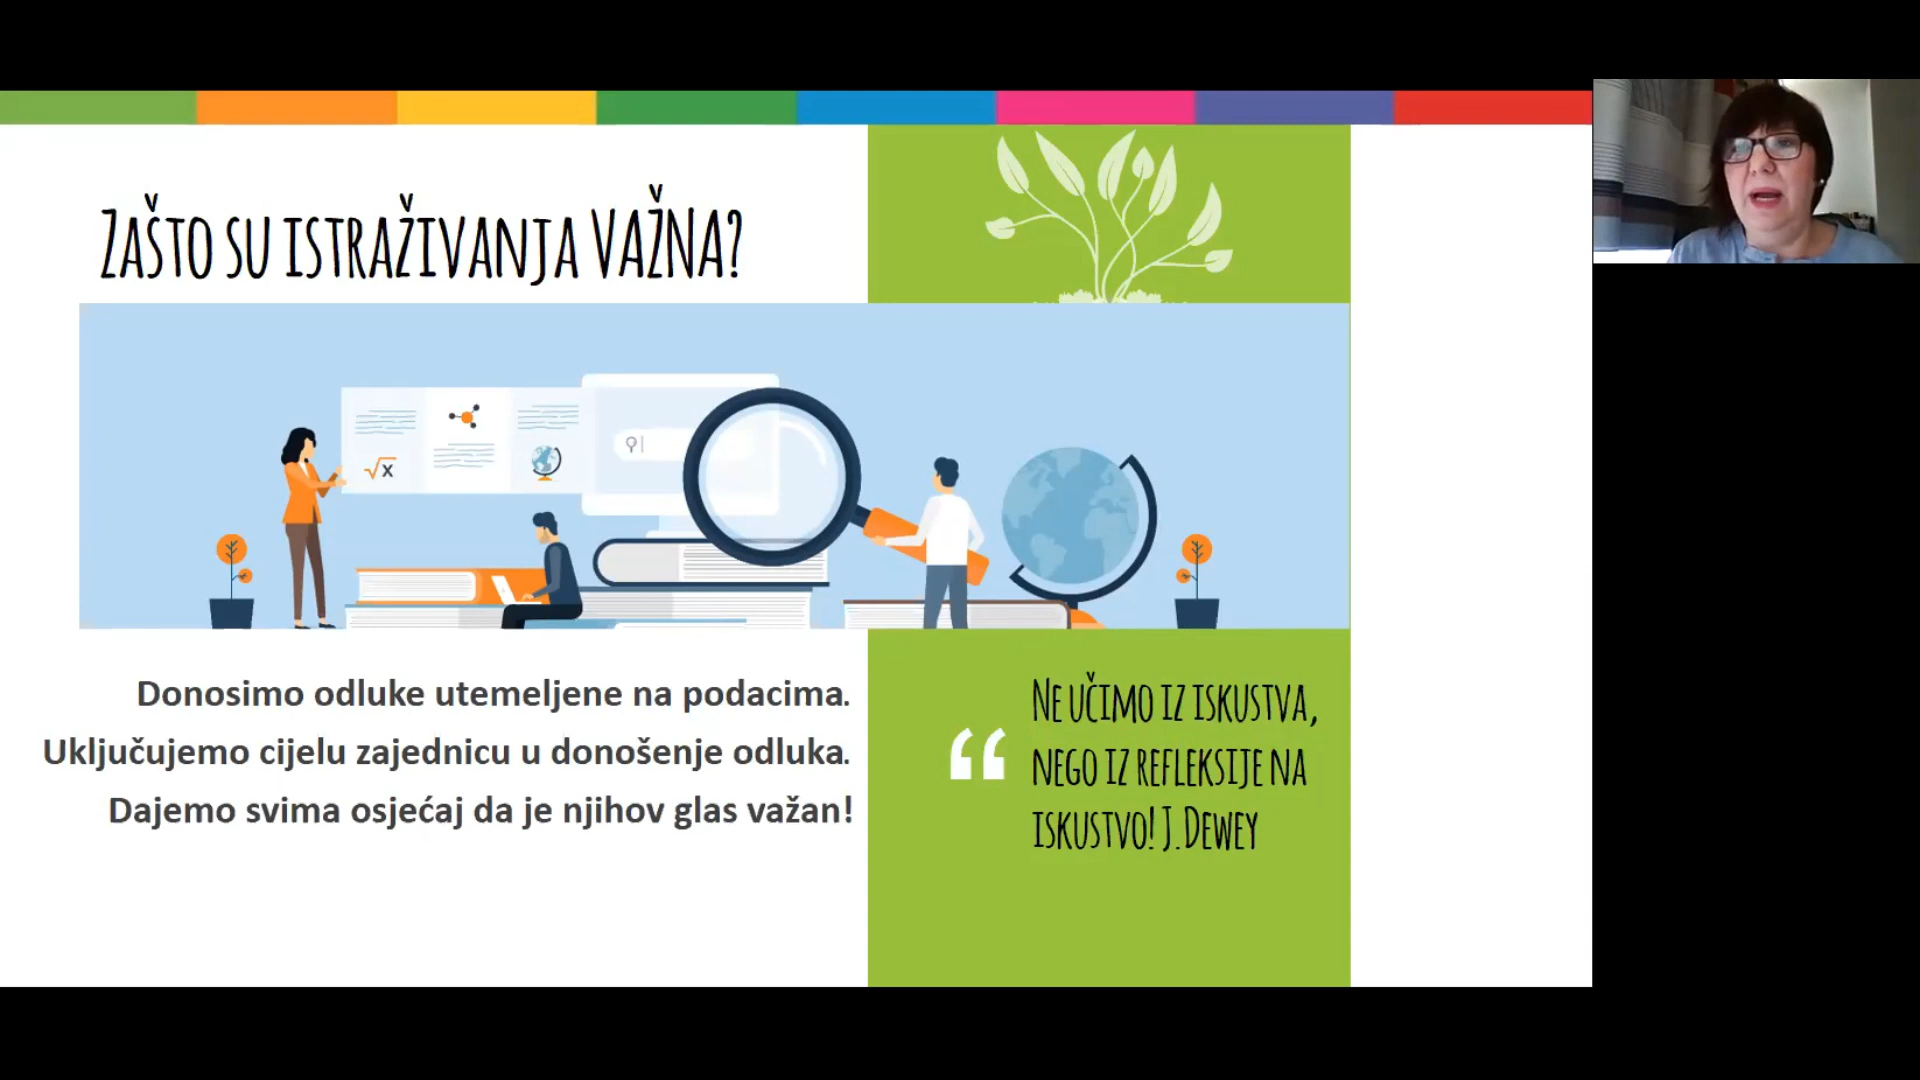 ZAŠTO SU ISTRAŽIVANJA VAŽNA?
√x
Donosimo odluke utemeljene na podacima.
Uključujemo cijelu zajednicu u donošenje odluka.
Dajemo svima osjećaj da je njihov glas važan!
“
NE UČIMO IZ ISKUSTVA,
NEGO IZ REFLEKSIJE NA
ISKUSTVO! J. DEWEY